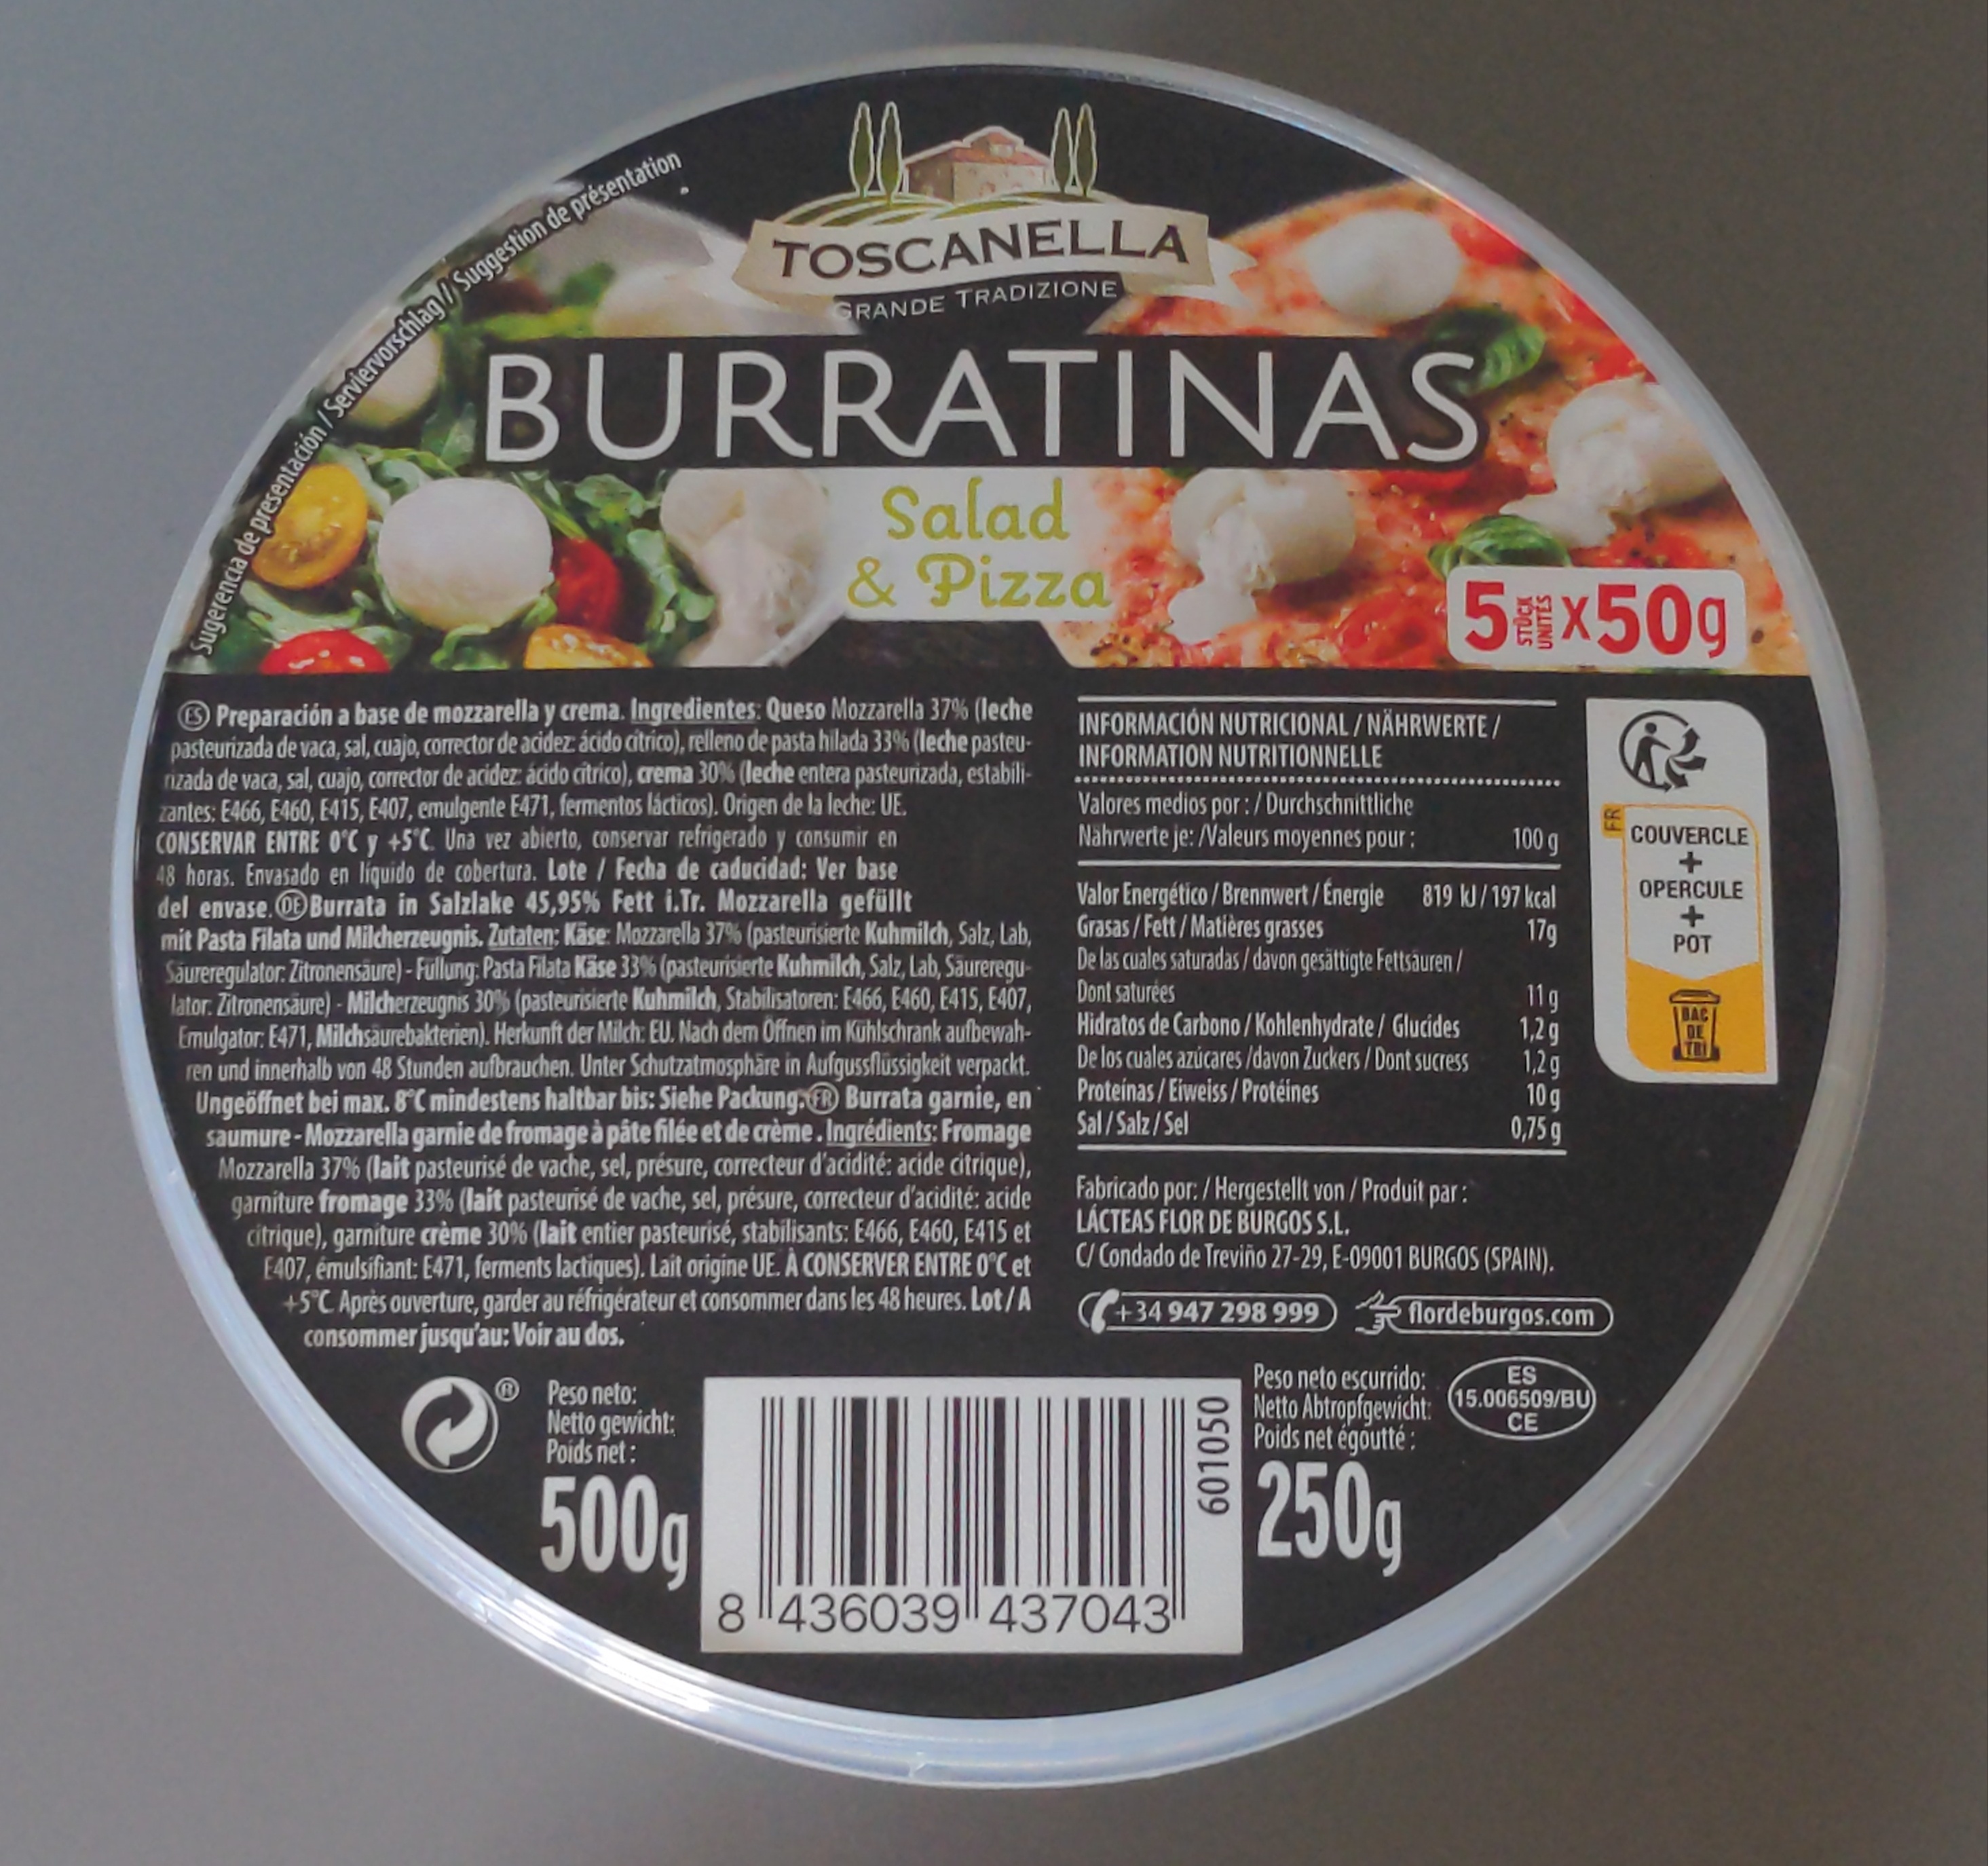 Sugerencia de presentación / Serviervorschlag // Suggestion de présentation
TOSCANELLA
GRANDE TRADIZIONE
BURRATINAS
Salad
& Pizza
5 STÜCK UNITÉS x50g
ES Preparación a base de mozzarella y crema. Ingredientes: Queso Mozzarella 37% (leche
pasteurizada de vaca, sal, cuajo, corrector de acidez: ácido cítrico), relleno de pasta hilada 33% (leche pasteu-
rizada de vaca, sal, cuajo, corrector de acidez: ácido cítrico), crema 30% (leche entera pasteurizada, estabili-
zantes: E466, E460, E415, E407, emulgente E471, fermentos lácticos). Origen de la leche: UE.
CONSERVAR ENTRE 0°C y +5°C. Una vez abierto, conservar refrigerado y consumir en
48 horas. Envasado en líquido de cobertura. Lote / Fecha de caducidad: Ver base
del envase. DE Burrata in Salzlake 45,95% Fett i.Tr. Mozzarella gefüllt
mit Pasta Filata und Milcherzeugnis. Zutaten: Käse: Mozzarella 37% (pasteurisierte Kuhmilch, Salz, Lab,
Säureregulator: Zitronensäure) - Füllung: Pasta Filata Käse 33% (pasteurisierte Kuhmilch, Salz, Lab, Säureregu-
lator: Zitronensäure) - Milcherzeugnis 30% (pasteurisierte Kuhmilch, Stabilisatoren: E466, E460, E415, E407,
Emulgator: E471, Milchsäurebakterien). Herkunft der Milch: EU. Nach dem Öffnen im Kühlschrank aufbewah-
ren und innerhalb von 48 Stunden aufbrauchen. Unter Schutzatmosphäre in Aufgussflüssigkeit verpackt.
Ungeöffnet bei max. 8°C mindestens haltbar bis: Siehe Packung. FR Burrata garnie, en
saumure - Mozzarella garnie de fromage à pâte filée et de crème. Ingrédients: Fromage
Mozzarella 37% (lait pasteurisé de vache, sel, présure, correcteur d'acidité: acide citrique),
garniture fromage 33% (lait pasteurisé de vache, sel, présure, correcteur d'acidité: acide
citrique), garniture crème 30% (lait entier pasteurisé, stabilisants: E466, E460, E415 et
E407, émulsifiant: E471, ferments lactiques). Lait origine UE. À CONSERVER ENTRE 0°C et
+5°C. Après ouverture, garder au réfrigérateur et consommer dans les 48 heures. Lot / A
consommer jusqu'au: Voir au dos.
INFORMACIÓN NUTRICIONAL / NÄHRWERTE /
INFORMATION NUTRITIONNELLE
Valores medios por : / Durchschnittliche
Nährwerte je: /Valeurs moyennes pour : 100 g
Valor Energético / Brennwert / Énergie 819 kJ / 197 kcal
Grasas / Fett / Matières grasses 17g
De las cuales saturadas / davon gesättigte Fettsäuren /
Dont saturées 11 g
Hidratos de Carbono / Kohlenhydrate / Glucides 1,2 g
De los cuales azúcares /davon Zuckers / Dont sucress 1,2 g
Proteínas / Eiweiss / Protéines 10 g
Sal / Salz / Sel 0,75 g
Fabricado por: / Hergestellt von / Produit par :
LÁCTEAS FLOR DE BURGOS S.L.
C/ Condado de Treviño 27-29, E-09001 BURGOS (SPAIN).
+34 947 298 999 flordeburgos.com
FR
COUVERCLE
+
OPERCULE
+
POT
BAC
DE
TRI
®
Peso neto:
Netto gewicht:
Poids net :
500g
8 436039 437043
601050
Peso neto escurrido:
Netto Abtropfgewicht:
Poids net égoutté :
250g
ES
15.006509/BU
CE